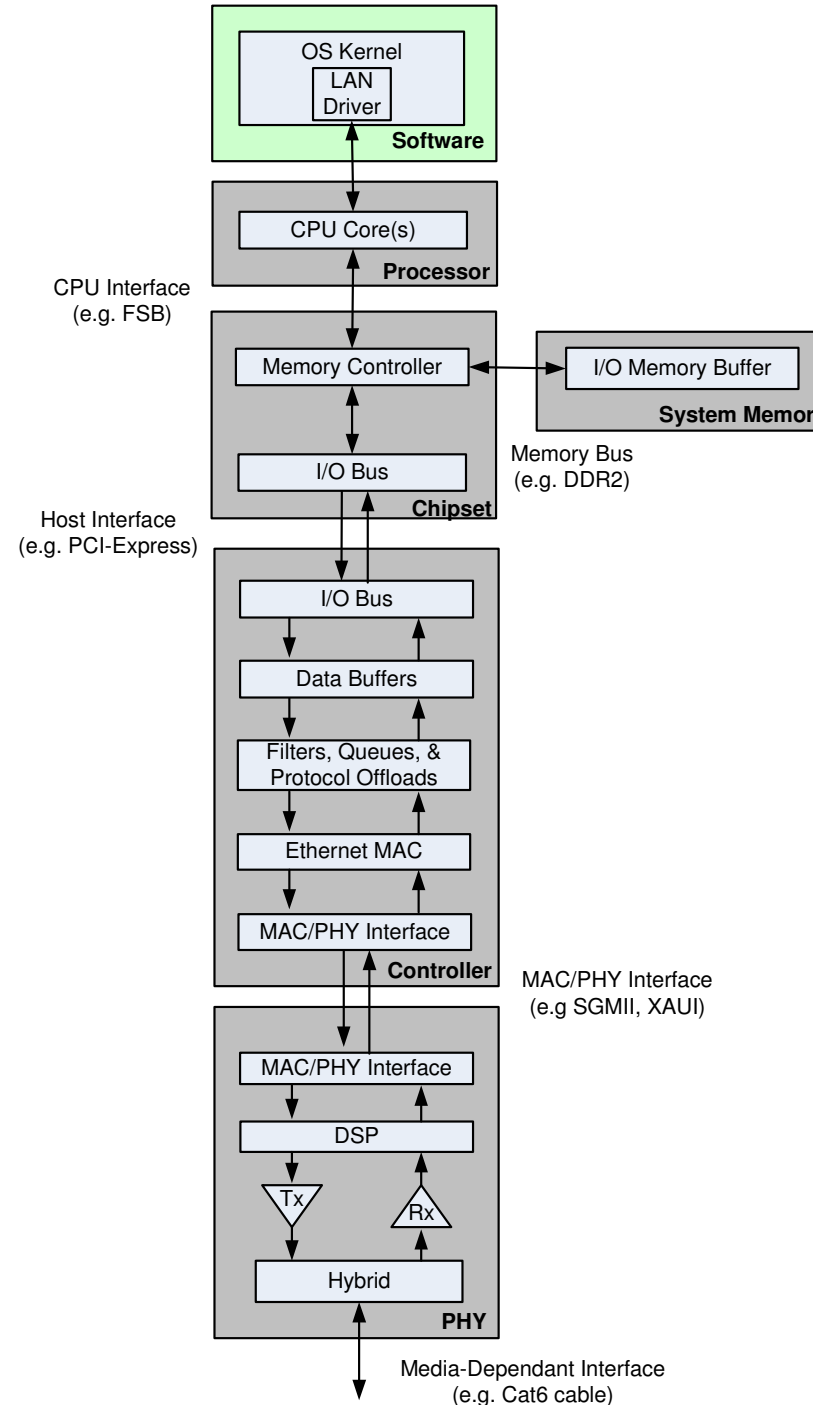 OS Kernel
LAN
Driver
Software
CPU Core(s)
Processor
CPU Interface
(e.g. FSB)
Memory Controller
I/O Memory Buffer
System Memor
Memory Bus
(e.g. DDR2)
I/O Bus
Chipset
Host Interface
(e.g. PCI-Express)
I/O Bus
Data Buffers
Filters, Queues, &
Protocol Offloads
Ethernet MAC
MAC/PHY Interface
Controller
MAC/PHY Interface
(e.g SGMII, XAUI)
MAC/PHY Interface
DSP
Tx
Rx
Hybrid
PHY
Media-Dependant Interface
(e.g. Cat6 cable)